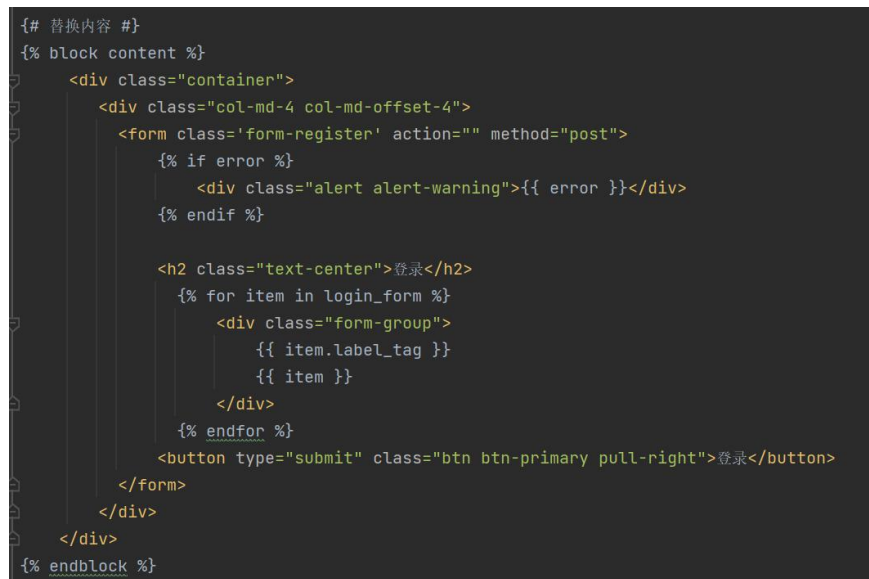 {# 替换内容 #}
{% block content %}
<div class="container">
<div class="col-md-4 col-md-offset-4">
<form class='form-register' action="" method="post">
{% if error %}
<div class="alert alert-warning">{{ error }}</div>
{% endif %}
<h2 class="text-center">登录</h2>
{% for item in login_form %}
<div class="form-group">
{{ item.label_tag }}
{{ item }}
</div>
{% endfor %}
<button type="submit" class="btn btn-primary pull-right">登录</button>
</form>
</div>
</div>
{% endblock %}